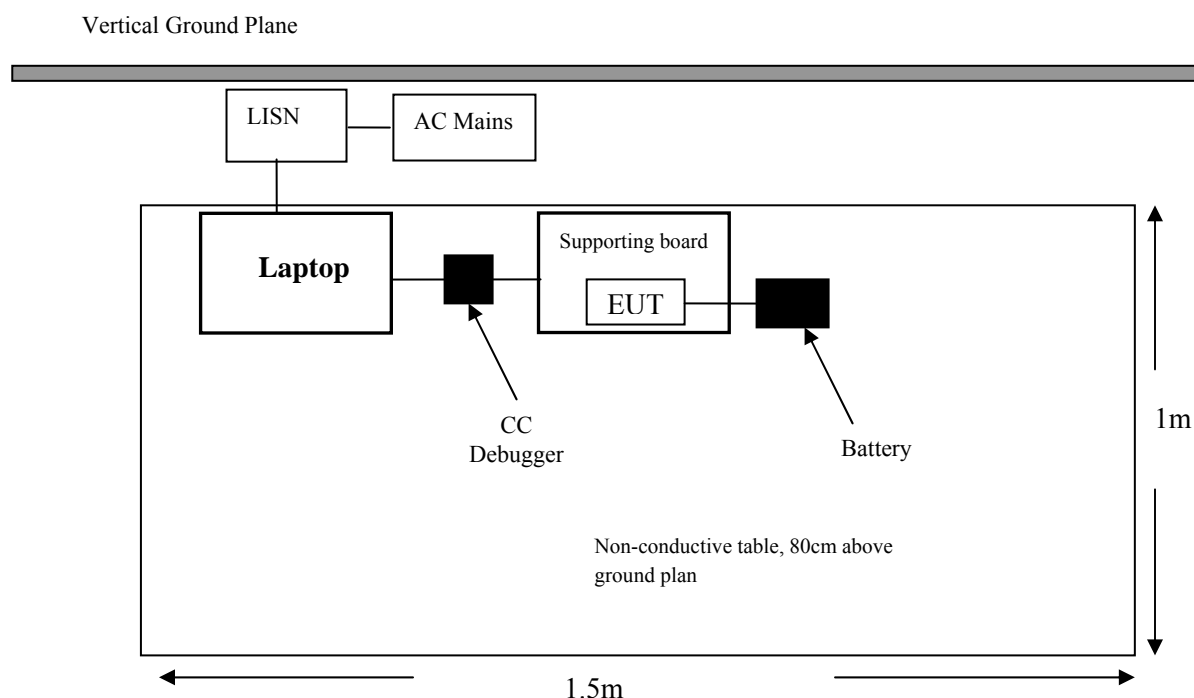 Vertical Ground Plane
LISN
AC Mains
Laptop
Supporting board
EUT
CC
Debugger
Battery
1m
Non-conductive table, 80cm above
ground plan
1.5m